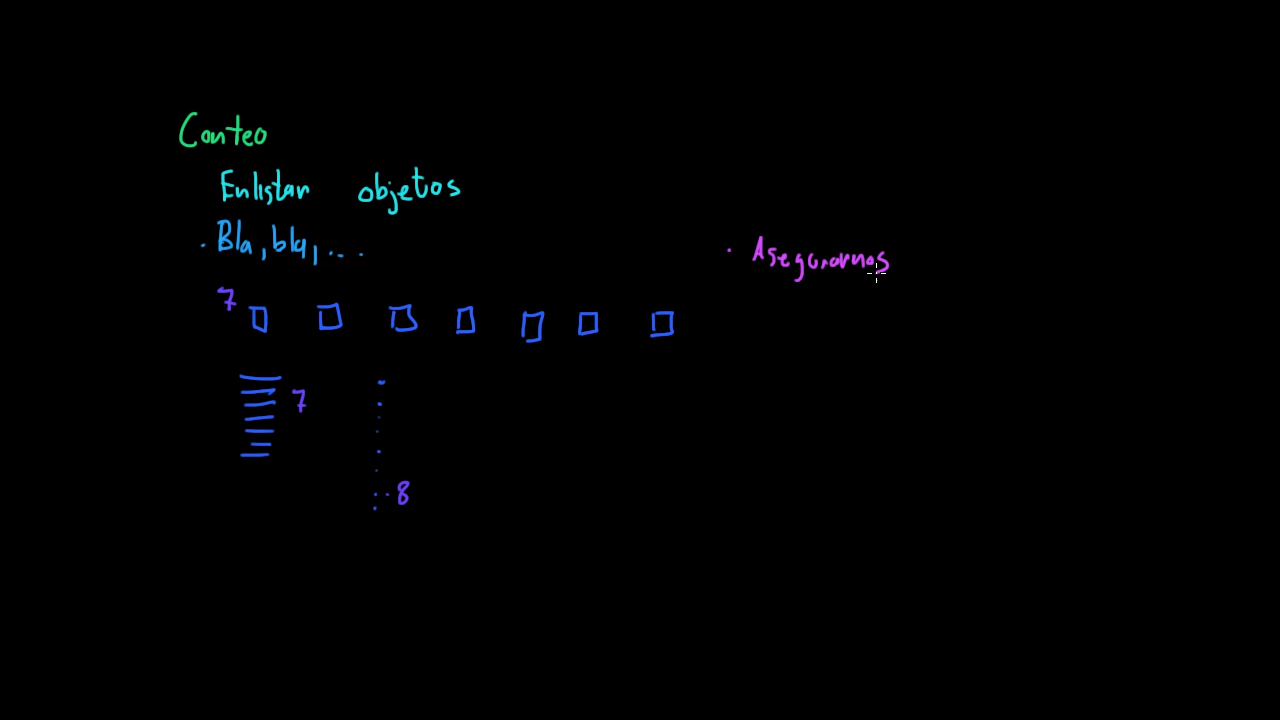 Conteo
Enlistar objetos
. Bla, bla, ...
. Asegurarnos
7
7
8